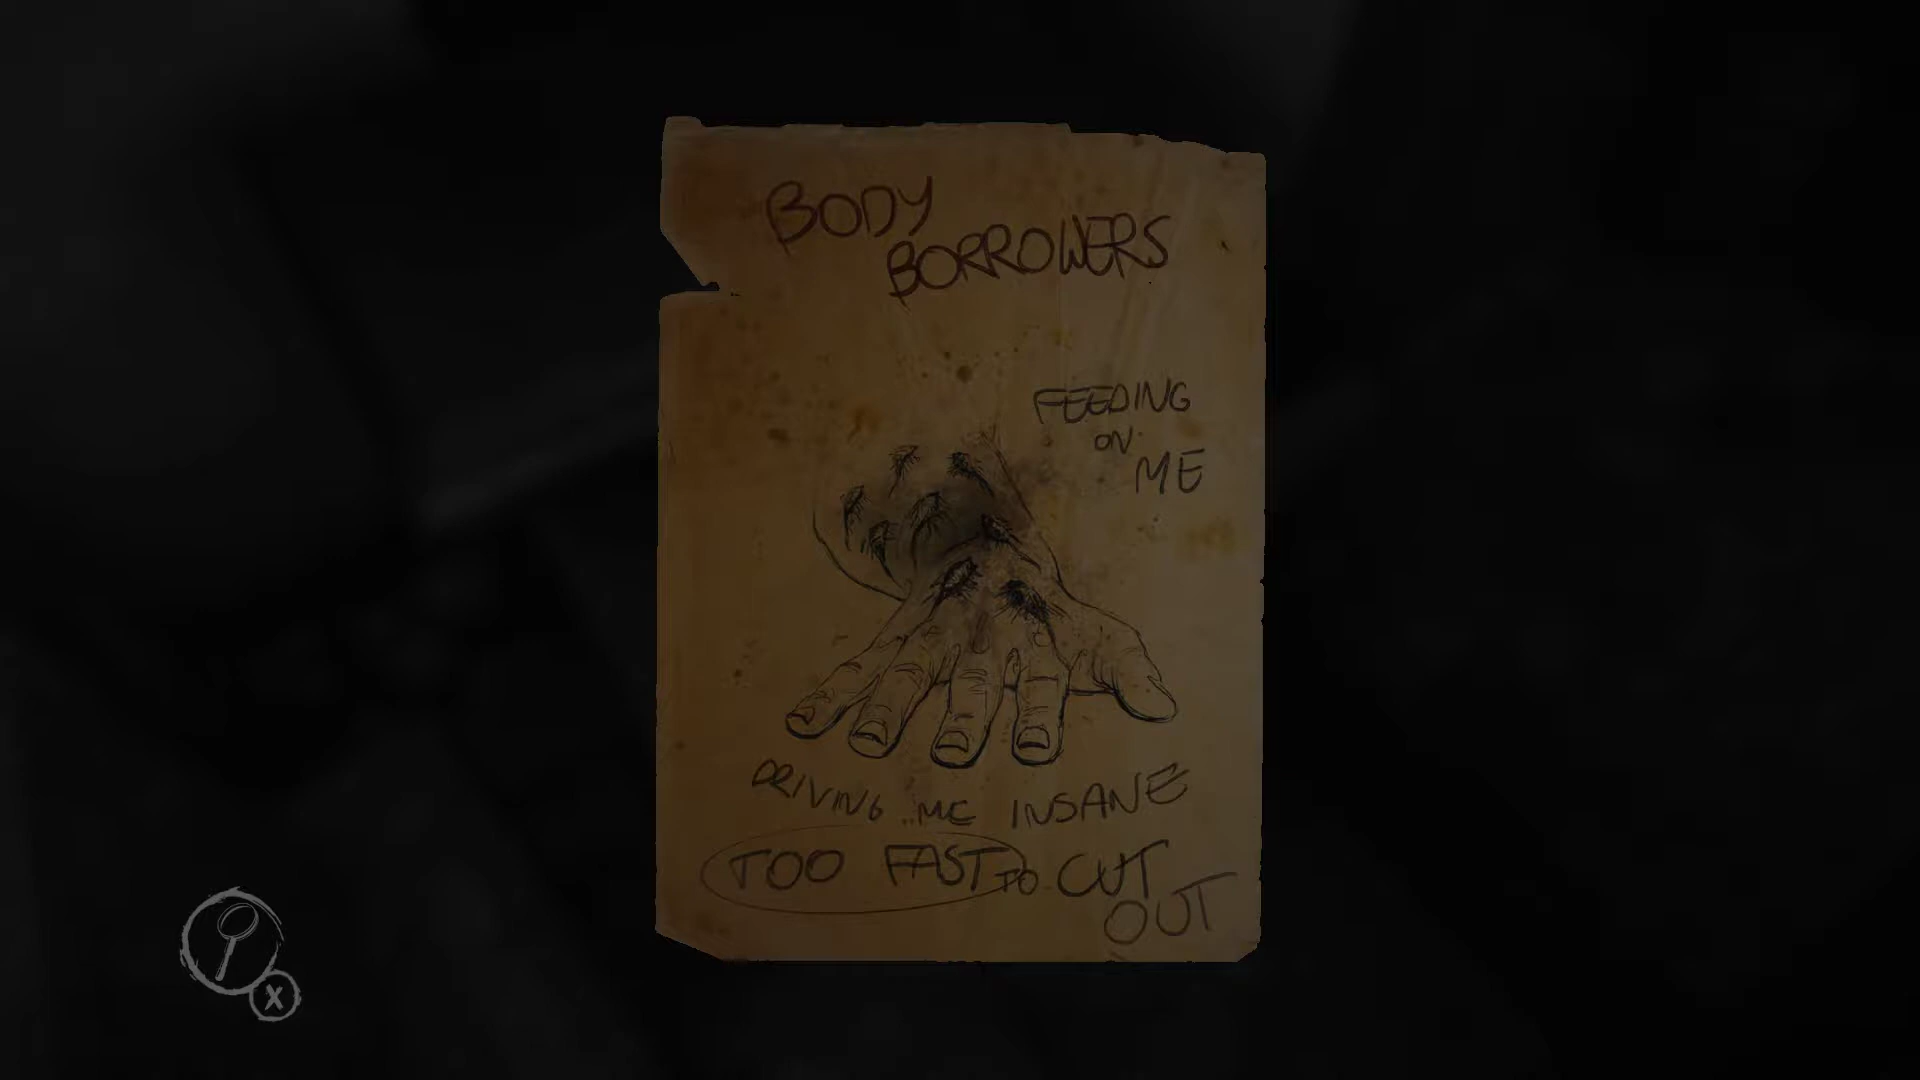 BODY
BORROWERS
FEEDING
ON
ME
DRIVING ME INSANE
TOO FAST TO CUT
OUT
X